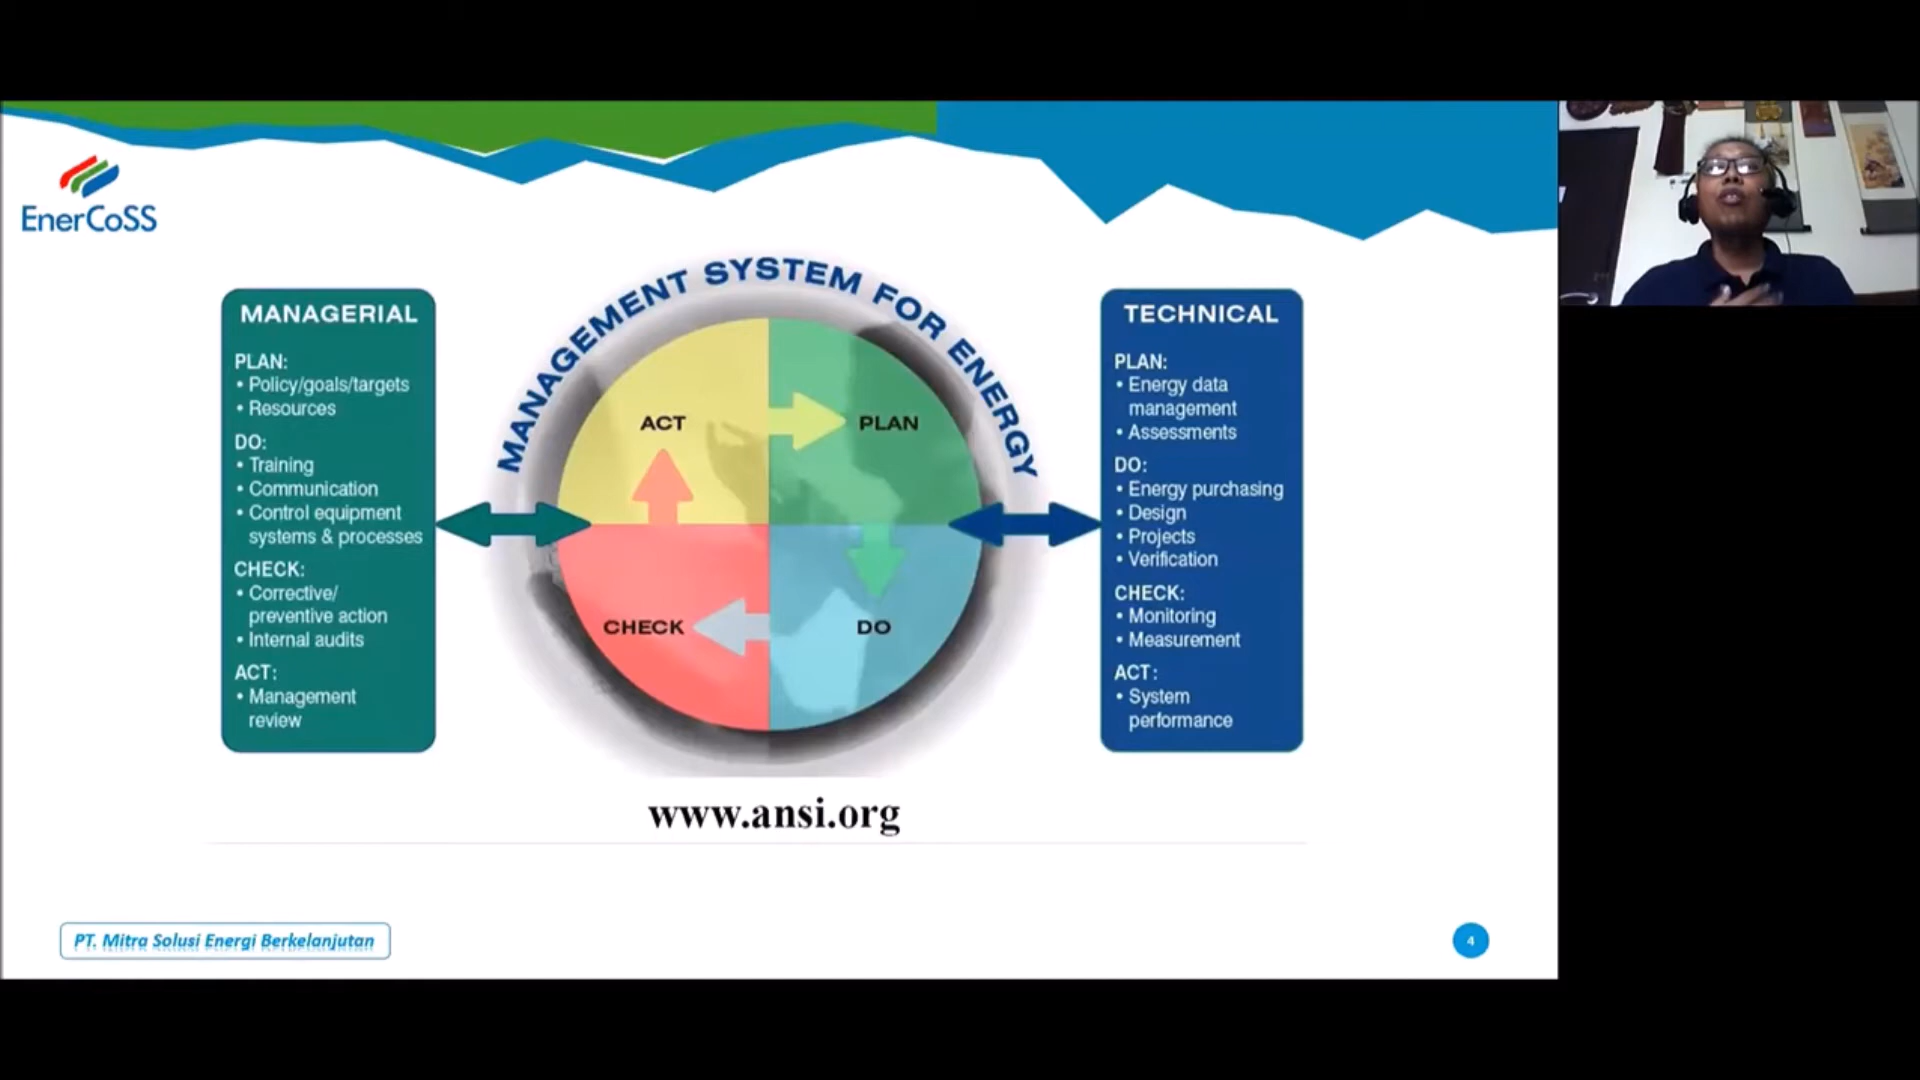 EnerCoSS
MANAGEMENT SYSTEM FOR ENERGY
MANAGERIAL
PLAN:
• Policy/goals/targets
• Resources
DO:
• Training
• Communication
• Control equipment
systems & processes
CHECK:
• Corrective/
preventive action
• Internal audits
ACT:
• Management
review
ACT
PLAN
CHECK
DO
TECHNICAL
PLAN:
• Energy data
management
• Assessments
DO:
• Energy purchasing
• Design
• Projects
• Verification
CHECK:
• Monitoring
• Measurement
ACT:
• System
performance
www.ansi.org
PT. Mitra Solusi Energi Berkelanjutan
4